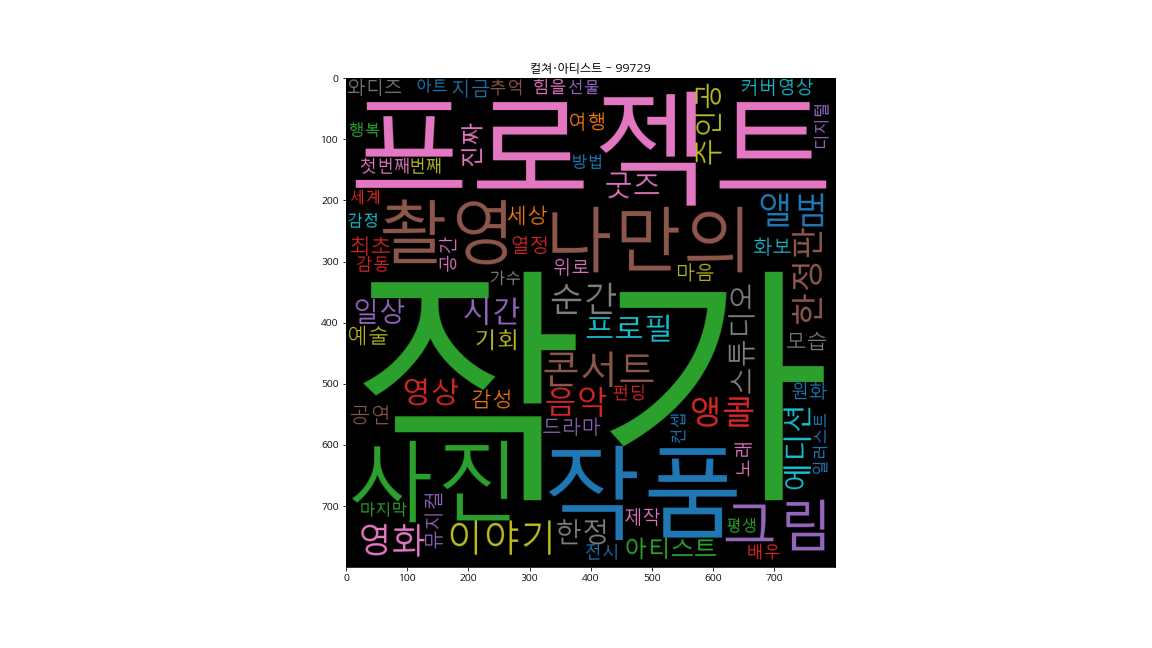 컬쳐·아티스트 - 99729
와디즈
아트
지금
추억
힘을
선물
커버영상
프로젝트
주인공
디지털
행복
진짜
여행
첫번째
번째
방법
굿즈
세계
감정
촬영
세상
나만의
앨범
최초
감동
공간
열정
위로
마음
화보
한정판
가수
일상
시간
순간
예술
기회
프로필
스튜디오
모습
작가
콘서트
영상
감성
음악
펀딩
앵콜
원화
공연
드라마
컨셉
노래
에디션
일러스트
사진
작품
마지막
뮤지컬
영화
이야기
한정
제작
전시
아티스트
그림
평생
배우
0
100
200
300
400
500
600
700
0
100
200
300
400
500
600
700